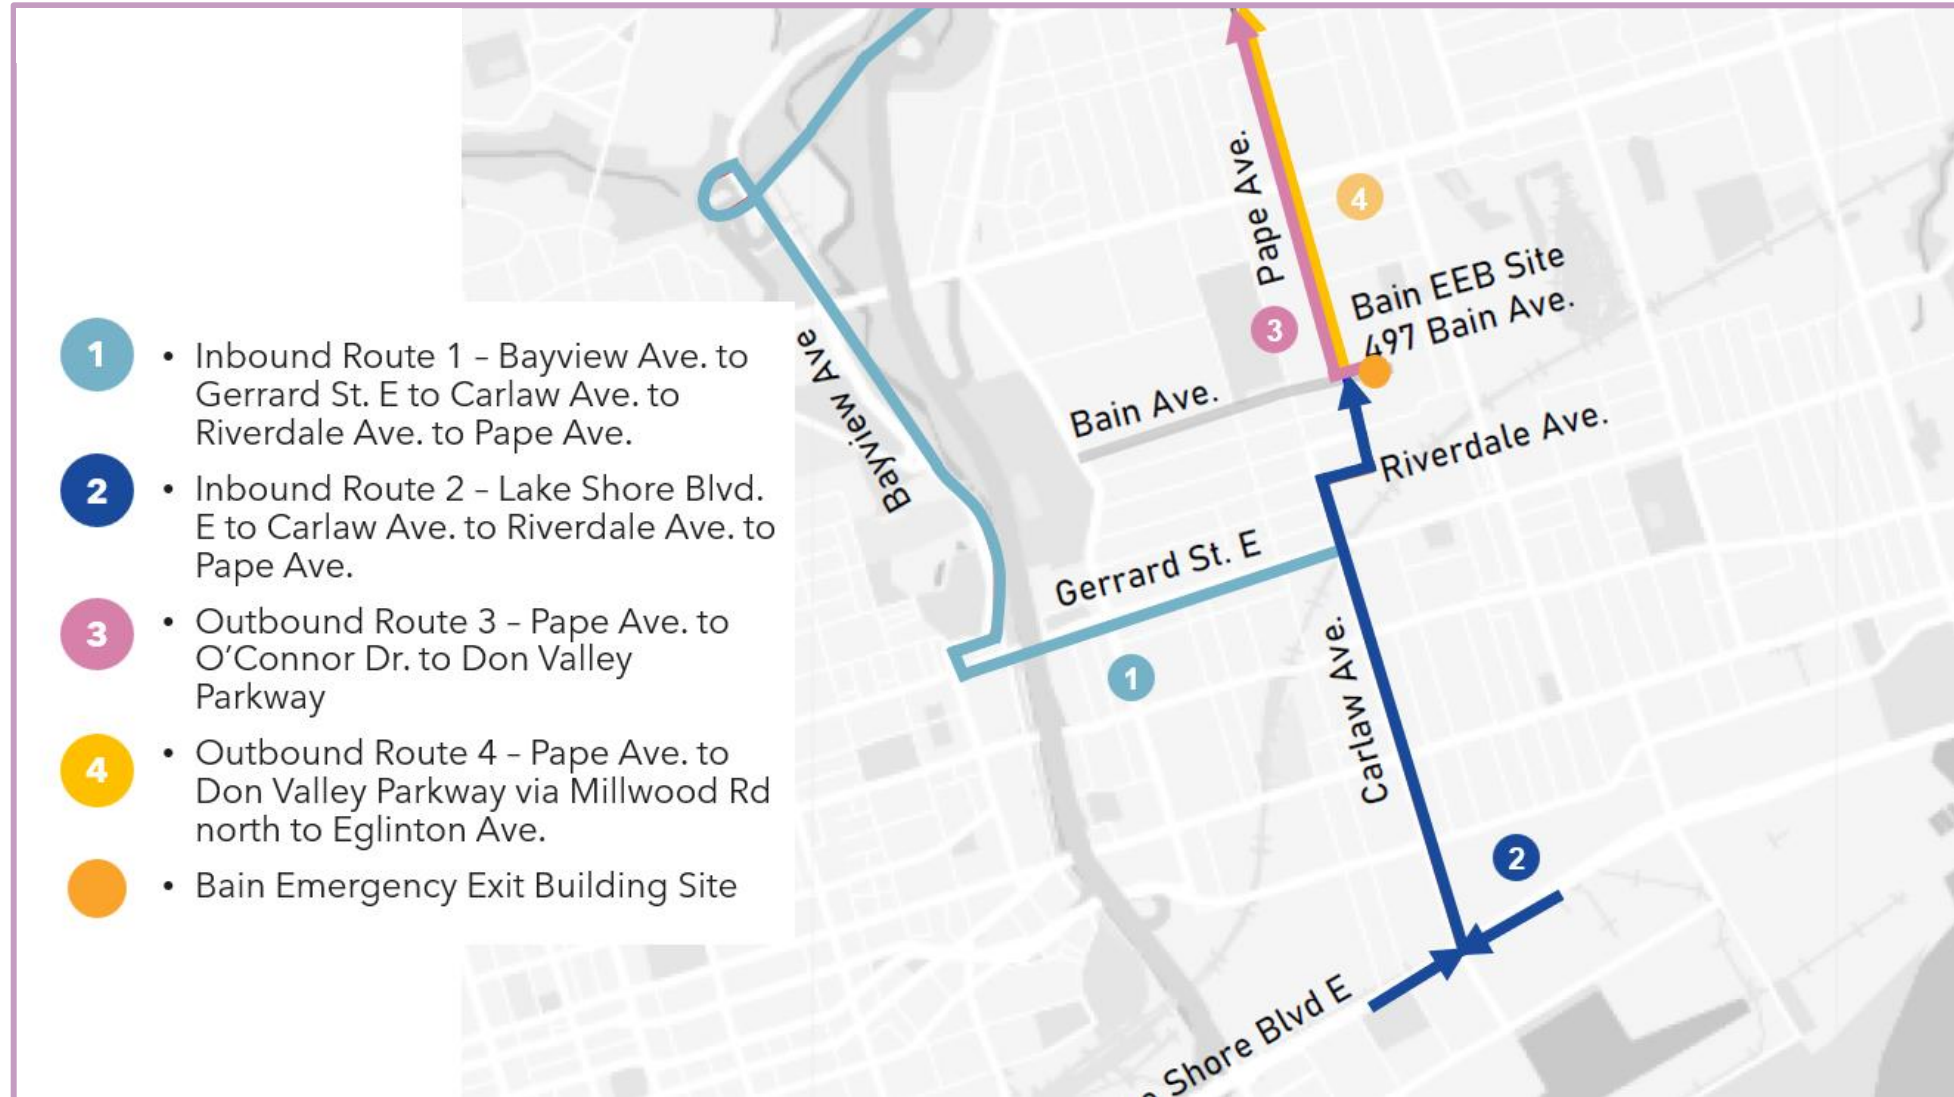 1
• Inbound Route 1 – Bayview Ave. to
Gerrard St. E to Carlaw Ave. to
Riverdale Ave. to Pape Ave.
2
• Inbound Route 2 – Lake Shore Blvd.
E to Carlaw Ave. to Riverdale Ave. to
Pape Ave.
3
• Outbound Route 3 – Pape Ave. to
O’Connor Dr. to Don Valley
Parkway
4
• Outbound Route 4 – Pape Ave. to
Don Valley Parkway via Millwood Rd
north to Eglinton Ave.
• Bain Emergency Exit Building Site
Pape Ave.
4
Bain EEB Site
497 Bain Ave.
3
Bayview Ave
Bain Ave.
Riverdale Ave.
Gerrard St. E
1
Carlaw Ave.
2
Shore Blvd E